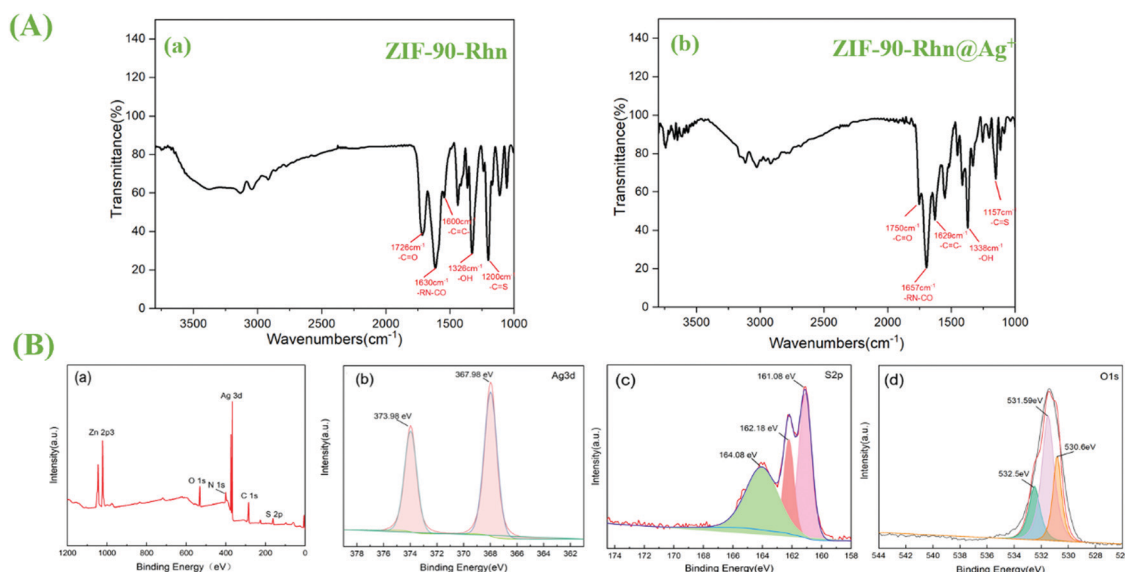 (A)
(a)
ZIF-90-Rhn
140
120
100
80
60
40
20
0
Transmittance(%)
1726cm-1
-C=O
1630cm-1
-RN-CO
1600cm-1
-C=C-
1326cm-1
-OH
1200cm
-C=S
3500 3000 2500 2000 1500 1000
Wavenumbers(cm-1)
(b)
ZIF-90-Rhn@Ag+
140
120
100
80
60
40
20
0
Transmittance(%)
1750cm-1
-C=O
1657cm-1
-RN-CO
1629cm-1
-C=C-
1338cm-1
-OH
1157cm-1
-C=S
3500 3000 2500 2000 1500 1000
Wavenumbers(cm-1)
(B)
(a)
Zn 2p3
O 1s
N 1s
Ag 3d
C 1s
S 2p
Intensity(a.u.)
1200 1000 800 600 400 200 0
Binding Energy (eV)
(b)
Ag3d
373.98 eV
367.98 eV
Intensity(a.u.)
378 376 374 372 370 368 366 364 362
Binding Energy(eV)
(c)
S2p
164.08 eV
162.18 eV
161.08 eV
Intensity(a.u.)
174 172 170 168 166 164 162 160 158
Binding Energy(eV)
(d)
O1s
532.5eV
531.59eV
530.6eV
Intensity(a.u.)
544 542 540 538 536 534 532 530 528 52
Binding Energy(eV)